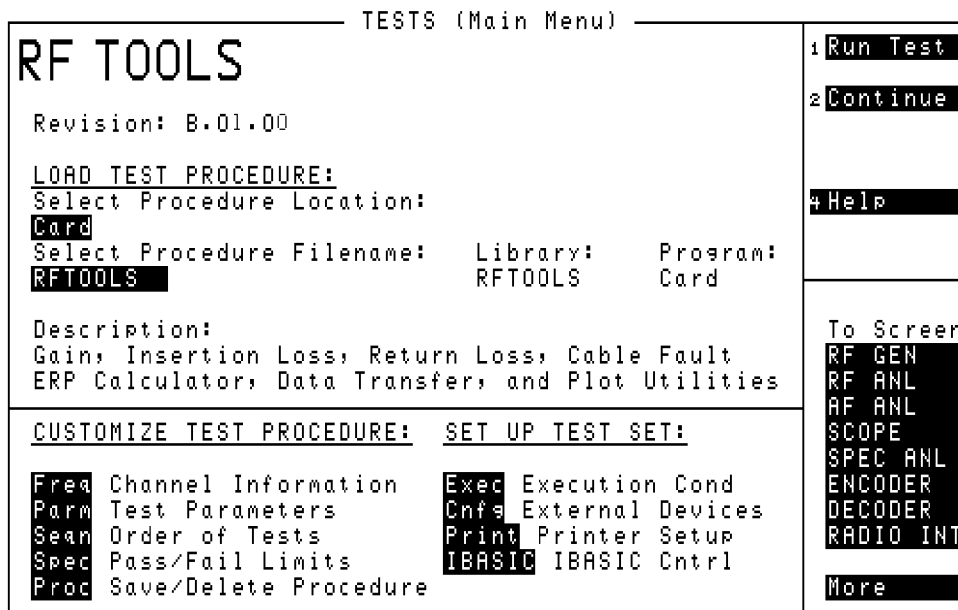 TESTS (Main Menu)
RF TOOLS
Revision: B.01.00
LOAD TEST PROCEDURE:
Select Procedure Location:
Card
Select Procedure Filename: Library: Program:
RFTOOLS RFTOOLS Card
Description:
Gain, Insertion Loss, Return Loss, Cable Fault
ERP Calculator, Data Transfer, and Plot Utilities
CUSTOMIZE TEST PROCEDURE: SET UP TEST SET:
Freq Channel Information Exec Execution Cond
Parm Test Parameters Cnfg External Devices
Seqn Order of Tests Print Printer Setup
Spec Pass/Fail Limits IBASIC IBASIC Cntrl
Proc Save/Delete Procedure
1 Run Test
2 Continue
4 Help
To Screen
RF GEN
RF ANL
AF ANL
SCOPE
SPEC ANL
ENCODER
DECODER
RADIO INT
More